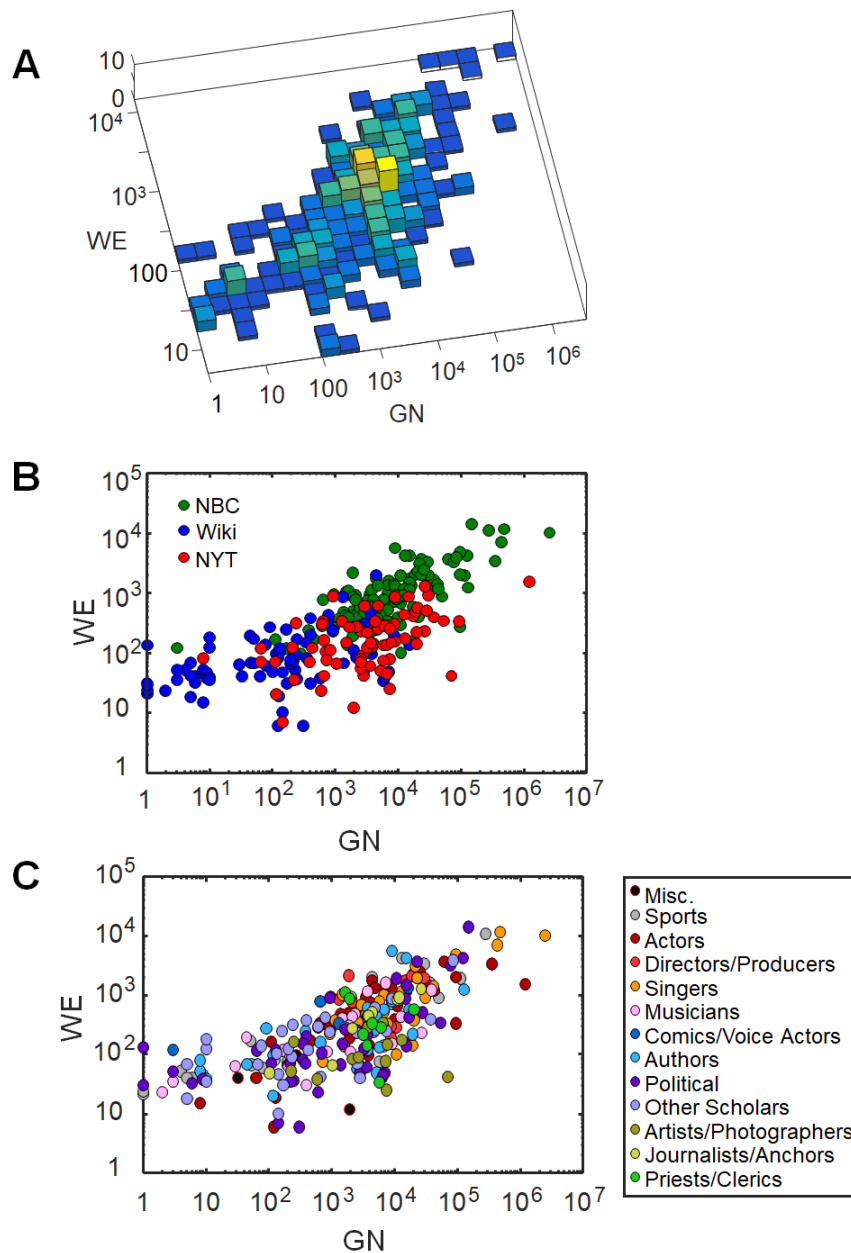 A
10
0
10⁴
10³
WE
100
10
1
10
100
10³
10⁴
10⁵
10⁶
GN
B
10⁵
10⁴
10³
10²
10
1
WE
NBC
Wiki
NYT
1
10¹
10²
10³
10⁴
10⁵
10⁶
10⁷
GN
C
10⁵
10⁴
10³
10²
10
1
WE
1
10
10²
10³
10⁴
10⁵
10⁶
10⁷
GN
Misc.
Sports
Actors
Directors/Producers
Singers
Musicians
Comics/Voice Actors
Authors
Political
Other Scholars
Artists/Photographers
Journalists/Anchors
Priests/Clerics